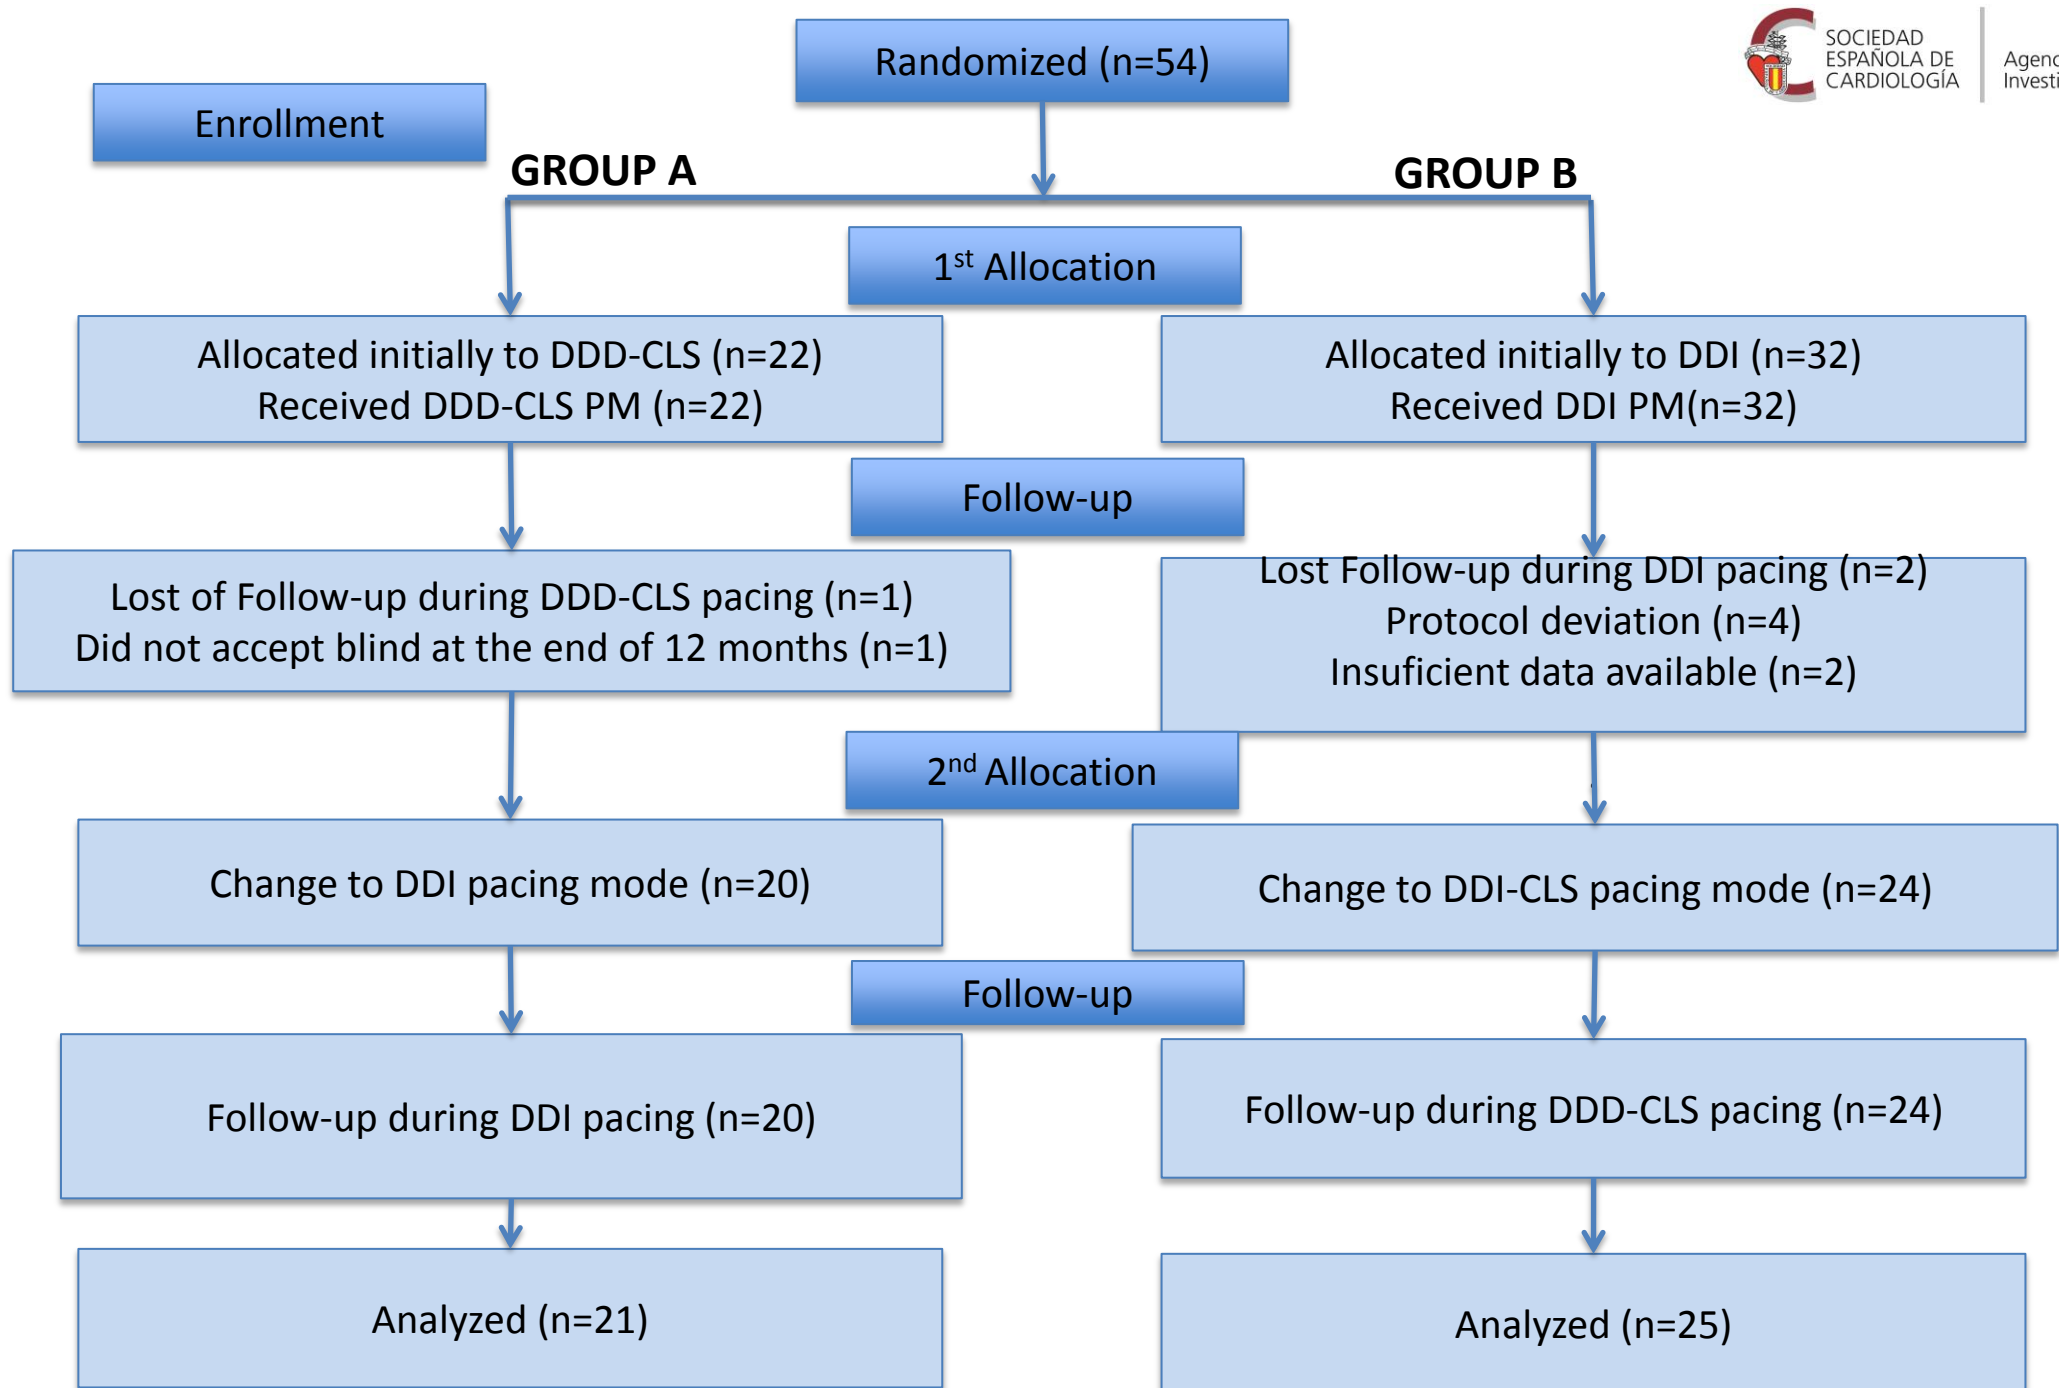 Randomized (n=54)
SOCIEDAD
ESPAÑOLA DE
CARDIOLOGÍA
Enrollment
GROUP A
GROUP B
1st Allocation
Allocated initially to DDD-CLS (n=22)
Received DDD-CLS PM (n=22)
Allocated initially to DDI (n=32)
Received DDI PM(n=32)
Follow-up
Lost of Follow-up during DDD-CLS pacing (n=1)
Did not accept blind at the end of 12 months (n=1)
Lost Follow-up during DDI pacing (n=2)
Protocol deviation (n=4)
Insuficient data available (n=2)
2nd Allocation
Change to DDI pacing mode (n=20)
Change to DDI-CLS pacing mode (n=24)
Follow-up
Follow-up during DDI pacing (n=20)
Follow-up during DDD-CLS pacing (n=24)
Analyzed (n=21)
Analyzed (n=25)